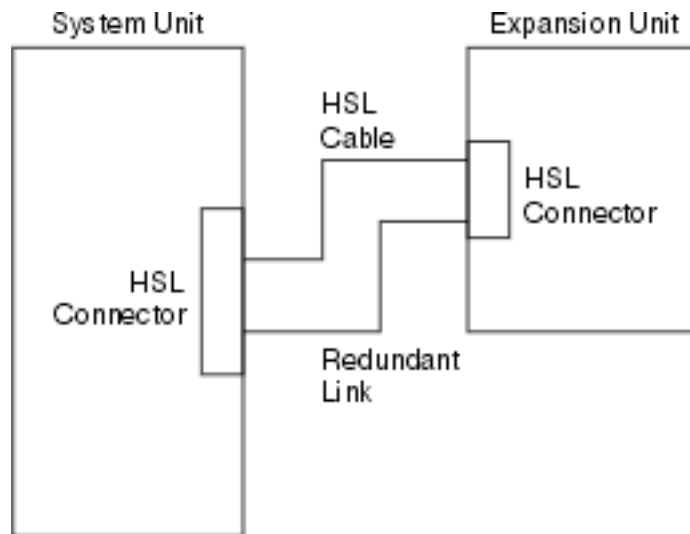 System Unit
Expansion Unit
HSL
Cable
HSL
Connector
HSL
Connector
Redundant
Link